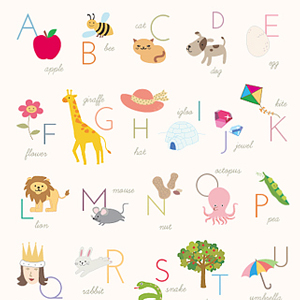 A B C D E
apple bee cat dog egg
F G H I J K
flower giraffe hat igloo jewel kite
L M N O P
lion mouse nut octopus pea
Q R S T U
rabbit snake umbrella